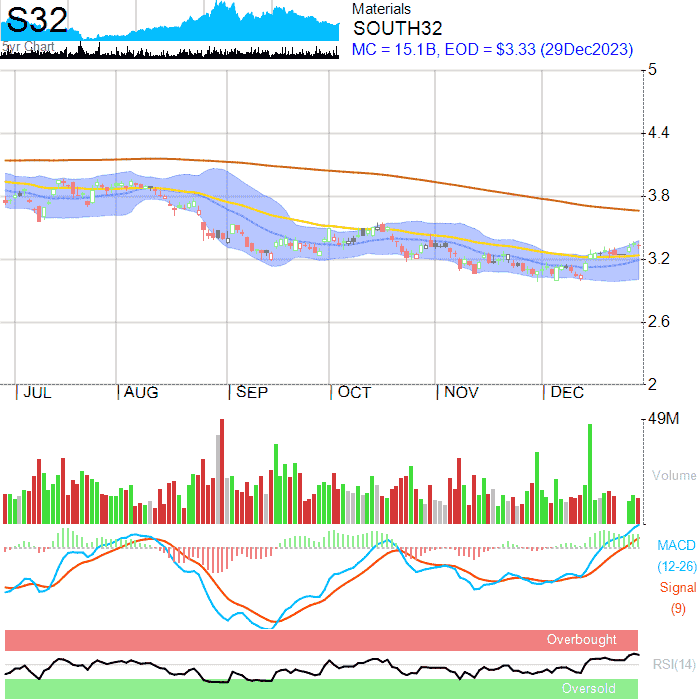 S32
5yr Chart
Materials
SOUTH32
MC = 15.1B, EOD = $3.33 (29Dec2023)
5
4.4
3.8
3.2
2.6
2
JUL AUG SEP OCT NOV DEC
49M
Volume
MACD
(12-26)
Signal
(9)
Overbought
RSI(14)
Oversold